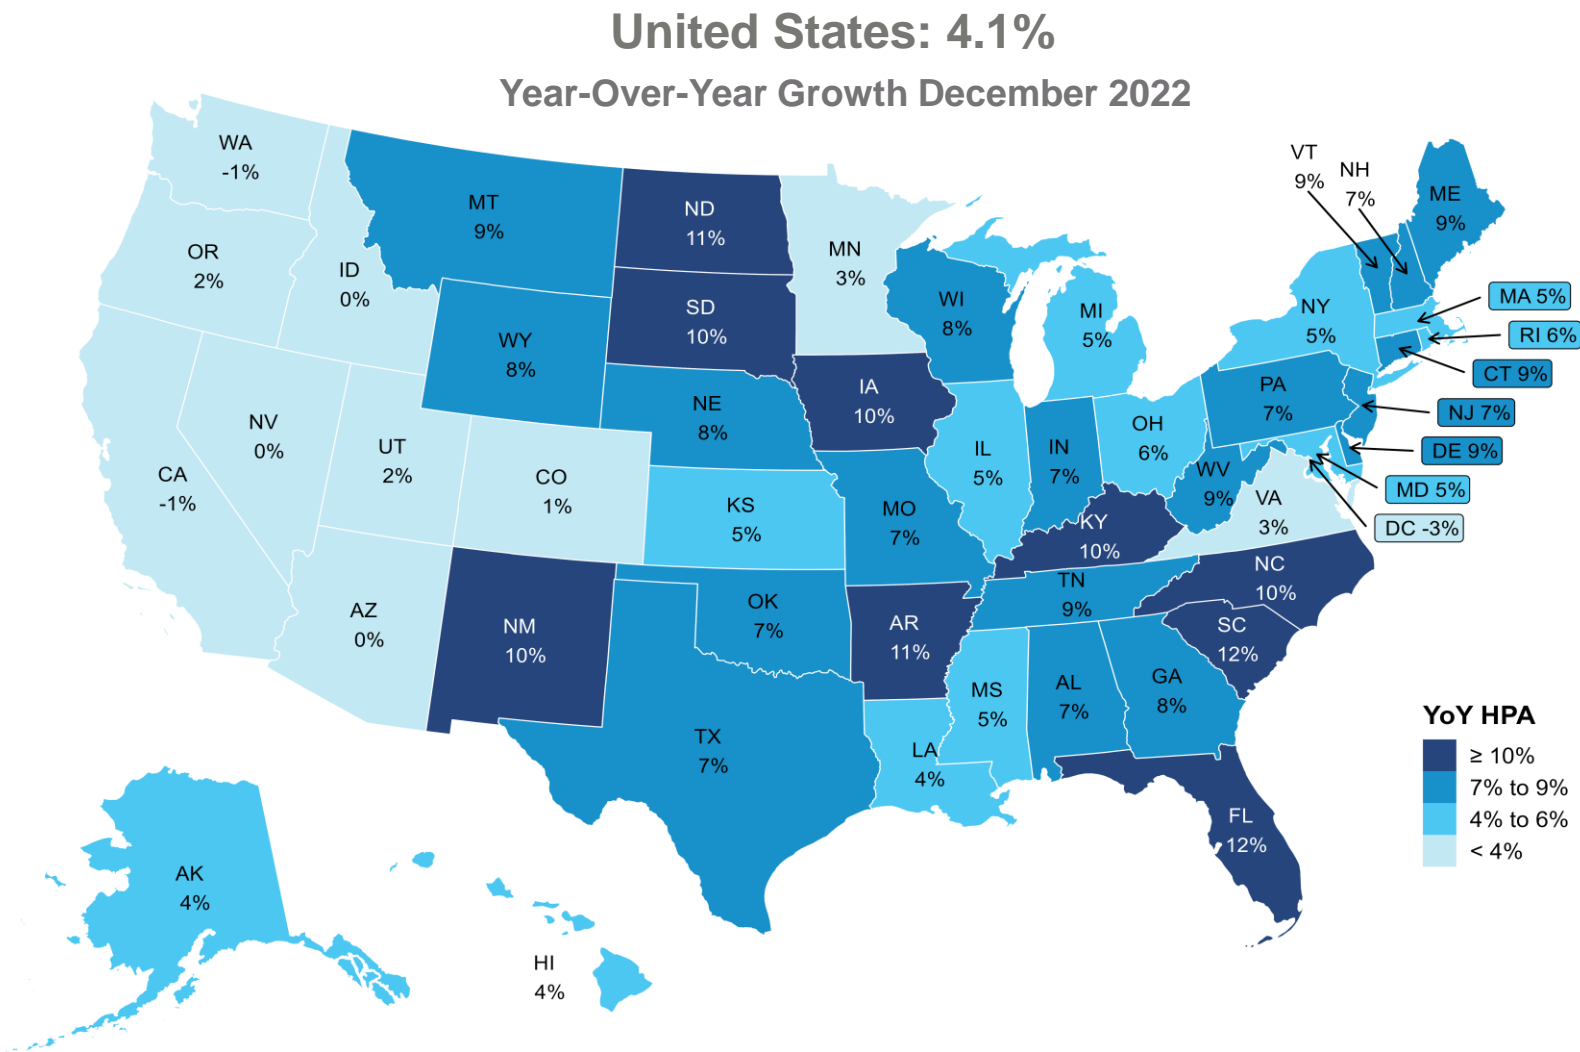 United States: 4.1%
Year-Over-Year Growth December 2022
WA
-1%
OR
2%
ID
0%
MT
9%
ND
11%
MN
3%
SD
10%
WY
8%
WI
8%
MI
5%
VT
9%
NH
7%
ME
9%
NY
5%
MA 5%
RI 6%
CT 9%
NJ 7%
DE 9%
MD 5%
DC -3%
PA
7%
IA
10%
NE
8%
NV
0%
UT
2%
CO
1%
CA
-1%
KS
5%
MO
7%
IL
5%
IN
7%
OH
6%
WV
9%
VA
3%
KY
10%
NC
10%
TN
9%
SC
12%
AZ
0%
NM
10%
OK
7%
AR
11%
MS
5%
AL
7%
GA
8%
TX
7%
LA
4%
FL
12%
AK
4%
HI
4%
YoY HPA
≥ 10%
7% to 9%
4% to 6%
< 4%